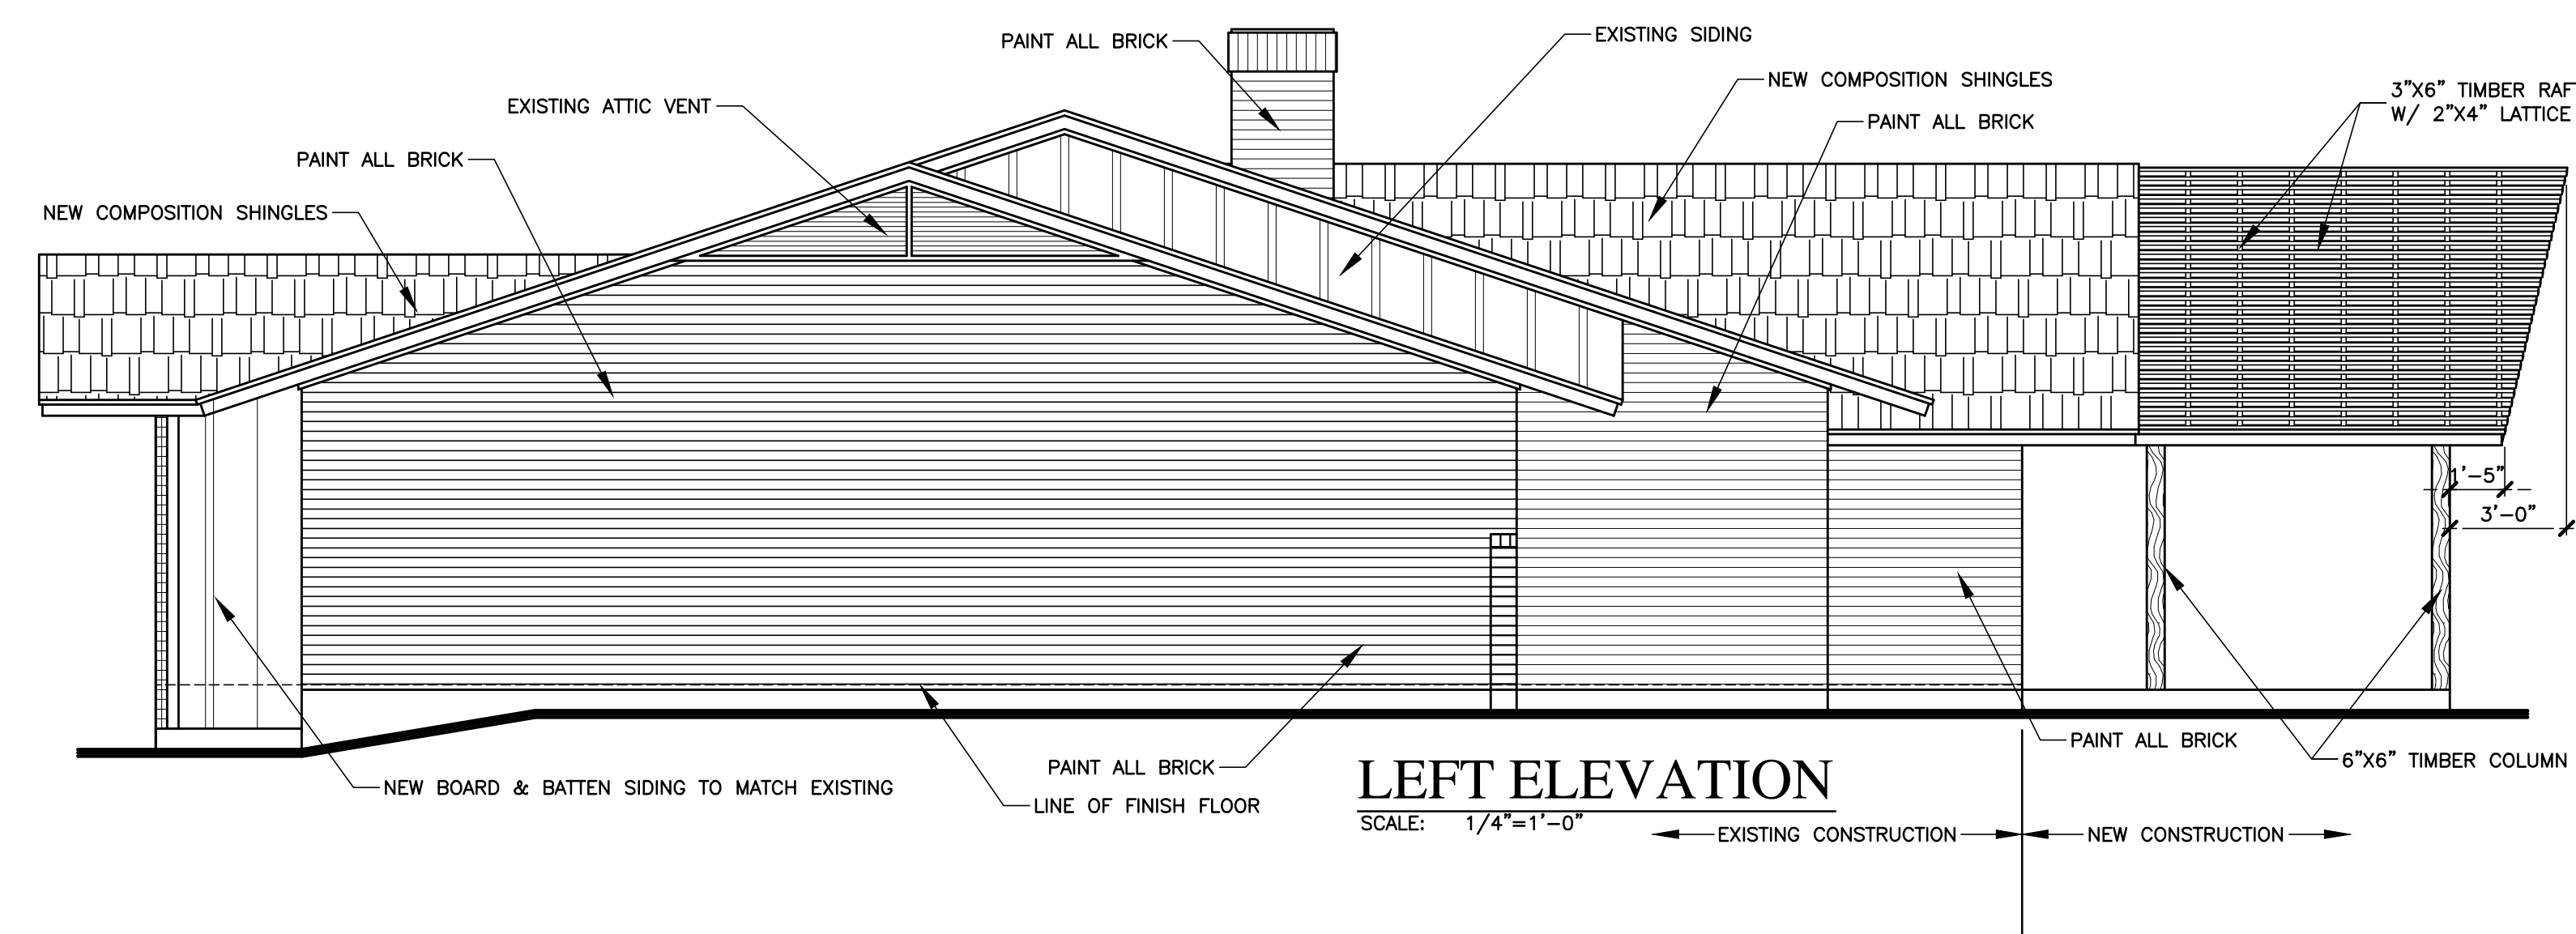 PAINT ALL BRICK
EXISTING SIDING
NEW COMPOSITION SHINGLES
3"X6" TIMBER RAF
W/ 2"X4" LATTICE
EXISTING ATTIC VENT
PAINT ALL BRICK
PAINT ALL BRICK
NEW COMPOSITION SHINGLES
1'-5"
3'-0"
PAINT ALL BRICK
6"X6" TIMBER COLUMN
PAINT ALL BRICK
NEW BOARD & BATTEN SIDING TO MATCH EXISTING
LINE OF FINISH FLOOR
LEFT ELEVATION
SCALE: 1/4"=1'-0"
EXISTING CONSTRUCTION
NEW CONSTRUCTION